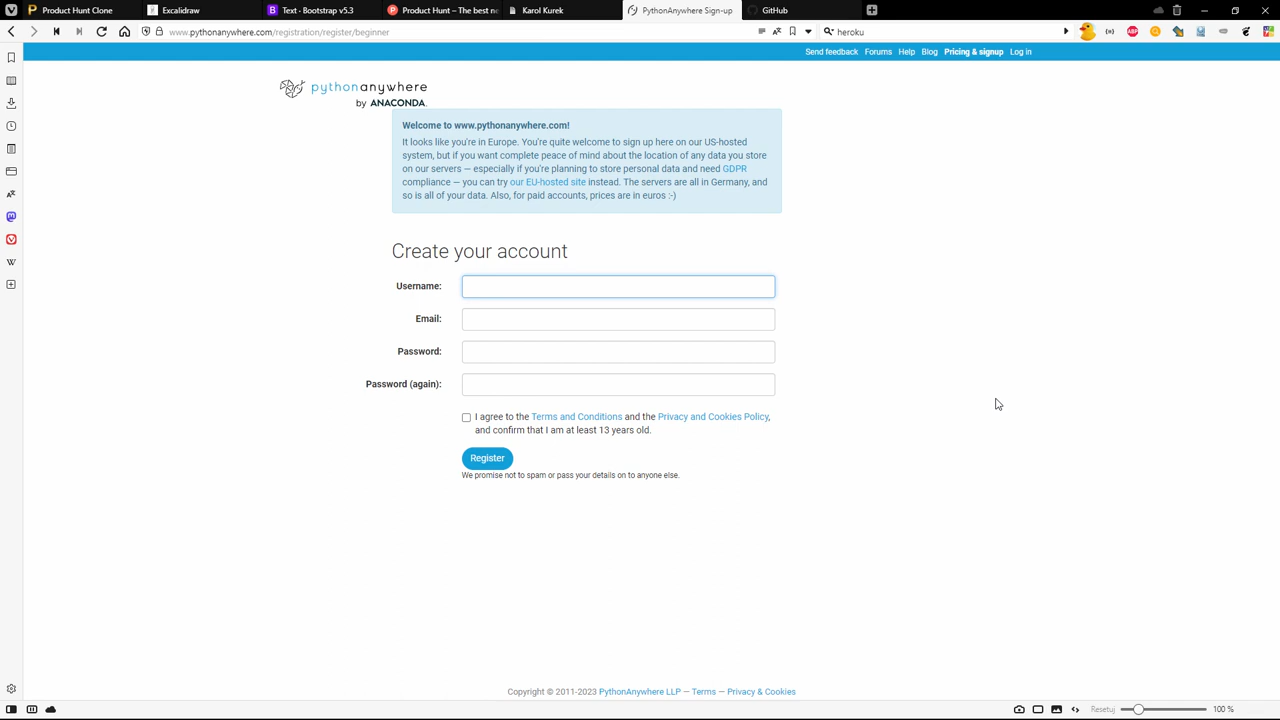 Product Hunt Clone
Excalidraw
Text · Bootstrap v5.3
Product Hunt – The best ne
Karol Kurek
PythonAnywhere Sign-up
GitHub
www.pythonanywhere.com/registration/register/beginner
heroku
Send feedback Forums Help Blog Pricing & signup Log in
pythonanywhere
by ANACONDA.
Welcome to www.pythonanywhere.com!
It looks like you're in Europe. You're quite welcome to sign up here on our US-hosted
system, but if you want complete peace of mind about the location of any data you store
on our servers — especially if you're planning to store personal data and need GDPR
compliance — you can try our EU-hosted site instead. The servers are all in Germany, and
so is all of your data. Also, for paid accounts, prices are in euros :-)
Create your account
Username:
Email:
Password:
Password (again):
I agree to the Terms and Conditions and the Privacy and Cookies Policy,
and confirm that I am at least 13 years old.
Register
We promise not to spam or pass your details on to anyone else.
Copyright © 2011-2023 PythonAnywhere LLP — Terms — Privacy & Cookies
Resetuj 100 %